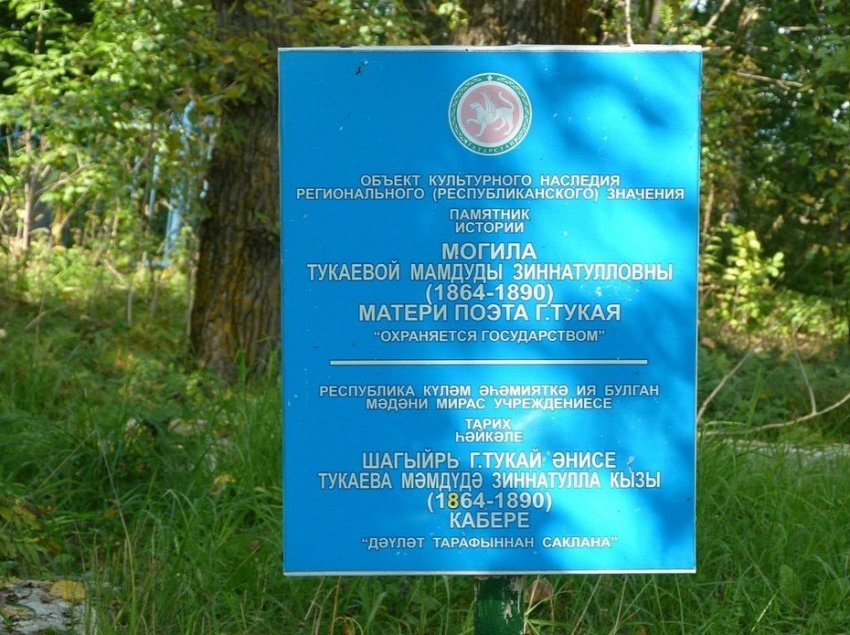 ТАТАРСТАН
ОБЪЕКТ КУЛЬТУРНОГО НАСЛЕДИЯ
РЕГИОНАЛЬНОГО (РЕСПУБЛИКАНСКОГО) ЗНАЧЕНИЯ
ПАМЯТНИК
ИСТОРИИ
МОГИЛА
ТУКАЕВОЙ МАМДУДЫ ЗИННАТУЛЛОВНЫ
(1864-1890)
МАТЕРИ ПОЭТА Г.ТУКАЯ
"ОХРАНЯЕТСЯ ГОСУДАРСТВОМ"
РЕСПУБЛИКА КҮЛӘМ ӘҺӘМИЯТКӘ ИЯ БУЛГАН
МӘДӘНИ МИРАС УЧРЕЖДЕНИЕСЕ
ТАРИХ
ҺӘЙКӘЛЕ
ШАГЫЙРЬ Г.ТУКАЙ ӘНИСЕ
ТУКАЕВА МӘМДҮДӘ ЗИННАТУЛЛА КЫЗЫ
(1864-1890)
КАБЕРЕ
"ДӘҮЛӘТ ТАРАФЫННАН САКЛАНА"